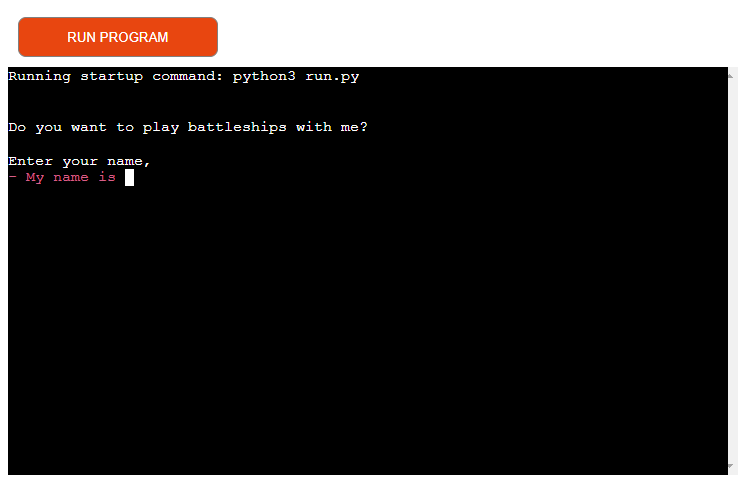 RUN PROGRAM
Running startup command: python3 run.py
Do you want to play battleships with me?
Enter your name,
- My name is